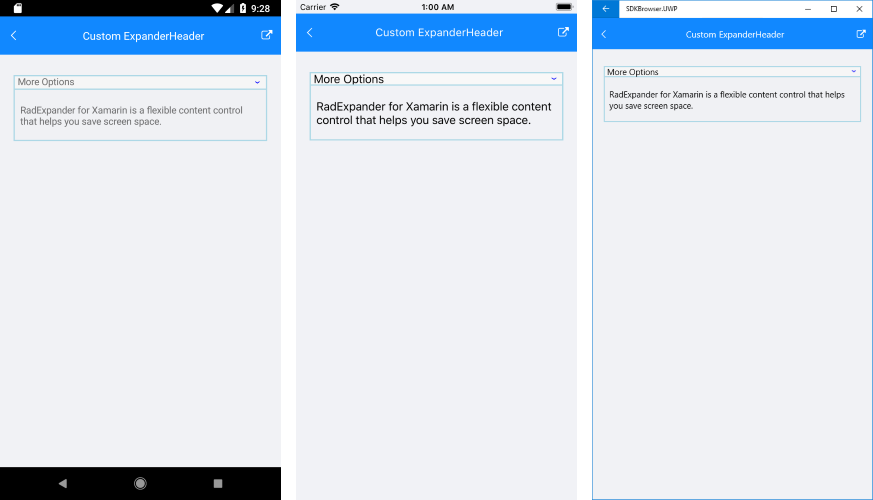 9:28
Custom ExpanderHeader
More Options
RadExpander for Xamarin is a flexible content control
that helps you save screen space.
Carrier
1:00 AM
Custom ExpanderHeader
More Options
RadExpander for Xamarin is a flexible content
control that helps you save screen space.
SDKBrowser.UWP
Custom ExpanderHeader
More Options
RadExpander for Xamarin is a flexible content control that helps
you save screen space.